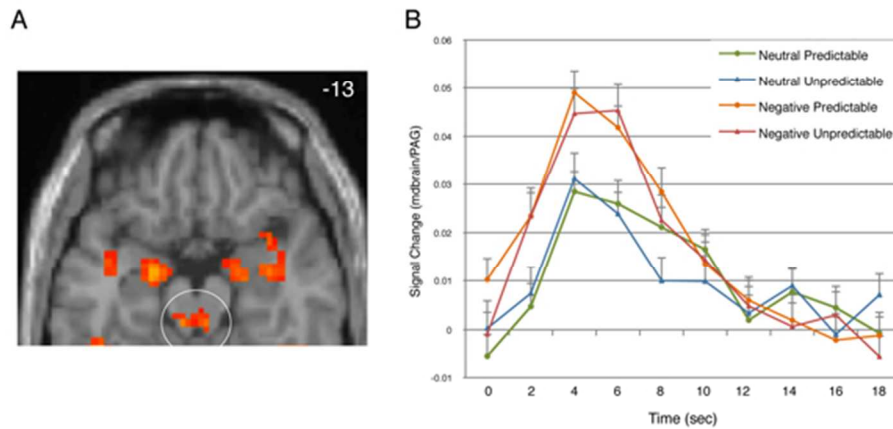 A
-13
B
0.06
0.05
0.04
0.03
0.02
0.01
0
-0.01
Signal Change (mdbrain/PAG)
Neutral Predictable
Neutral Unpredictable
Negative Predictable
Negative Unpredictable
0 2 4 6 8 10 12 14 16 18
Time (sec)